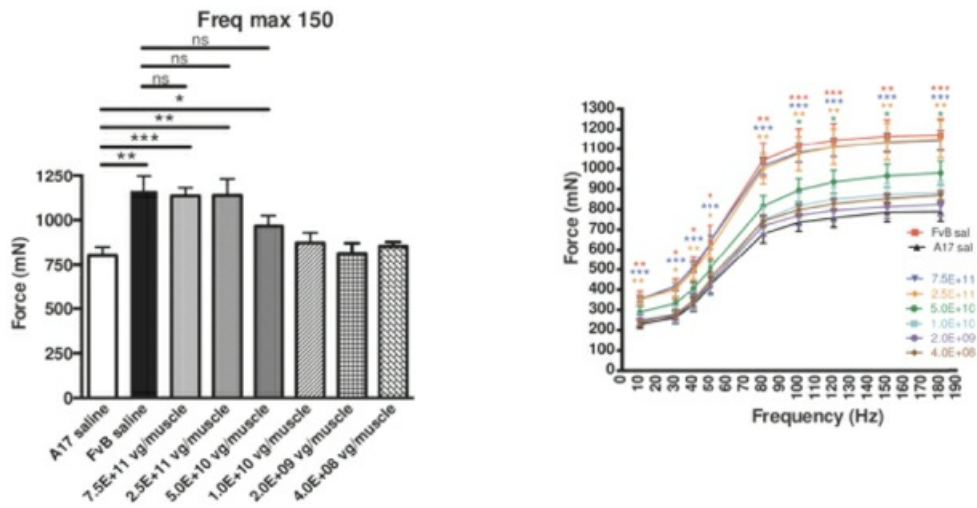 Freq max 150
ns
ns
ns
*
**
***
**
Force (mN)
1250
1000
750
500
250
0
A17 saline
FvB saline
7.5E+11 vg/muscle
2.5E+11 vg/muscle
5.0E+10 vg/muscle
1.0E+10 vg/muscle
2.0E+09 vg/muscle
4.0E+08 vg/muscle
Force (mN)
1300
1200
1100
1000
900
800
700
600
500
400
300
200
100
0 10 20 30 40 50 60 70 80 90 100 110 120 130 140 150 160 170 180 190
Frequency (Hz)
FvB sal
A17 sal
7.5E+11
2.5E+11
5.0E+10
1.0E+10
2.0E+09
4.0E+08